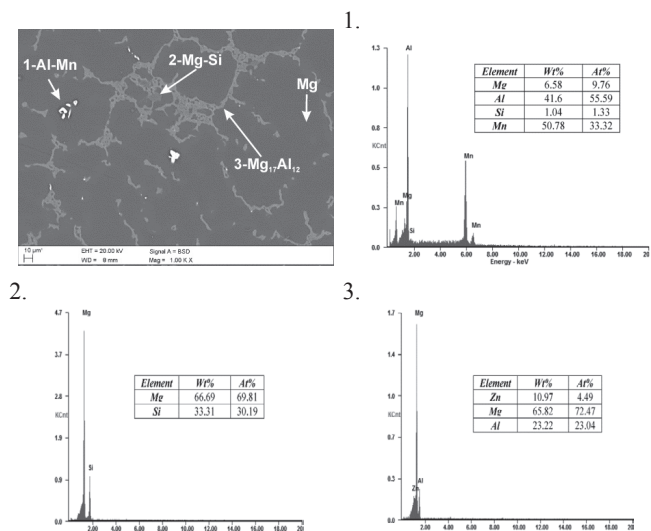 1.
1-Al-Mn
2-Mg-Si
Mg
3-Mg17Al12
10 µm*
EHT = 20.00 kV
Signal A = BSD
WD = 8 mm
Mag = 1.00 K X
1.3
1.0
0.8
KCnt
0.5
0.3
0.0
Al
Mn
Mg
Si
Mn
Mn
Element Wt% At%
Mg 6.58 9.76
Al 41.6 55.59
Si 1.04 1.33
Mn 50.78 33.32
2.00 4.00 6.00 8.00 10.00 12.00 14.00 16.00 18.00
Energy - keV
2.
4.7
3.7
2.8
KCnt
1.9
0.9
0.0
Mg
Si
Element Wt% At%
Mg 66.69 69.81
Si 33.31 30.19
2.00 4.00 6.00 8.00 10.00 12.00 14.00 16.00 18.00
3.
1.7
1.4
KCnt
0.7
0.3
0.0
Mg
Zn
Al
Element Wt% At%
Zn 10.97 4.49
Mg 65.82 72.47
Al 23.22 23.04
2.00 4.00 6.00 8.00 10.00 12.00 14.00 16.00 18.00